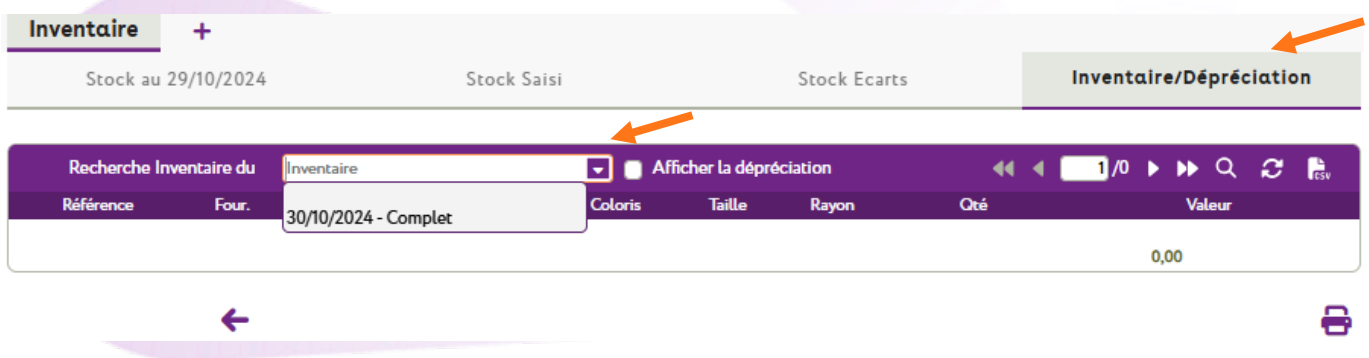 Inventaire +
Stock au 29/10/2024 Stock Saisi Stock Ecarts Inventaire/Dépréciation
Recherche Inventaire du Inventaire Afficher la dépréciation 1 /0 csv
Référence Four. Coloris Taille Rayon Qté Valeur
30/10/2024 - Complet
0,00